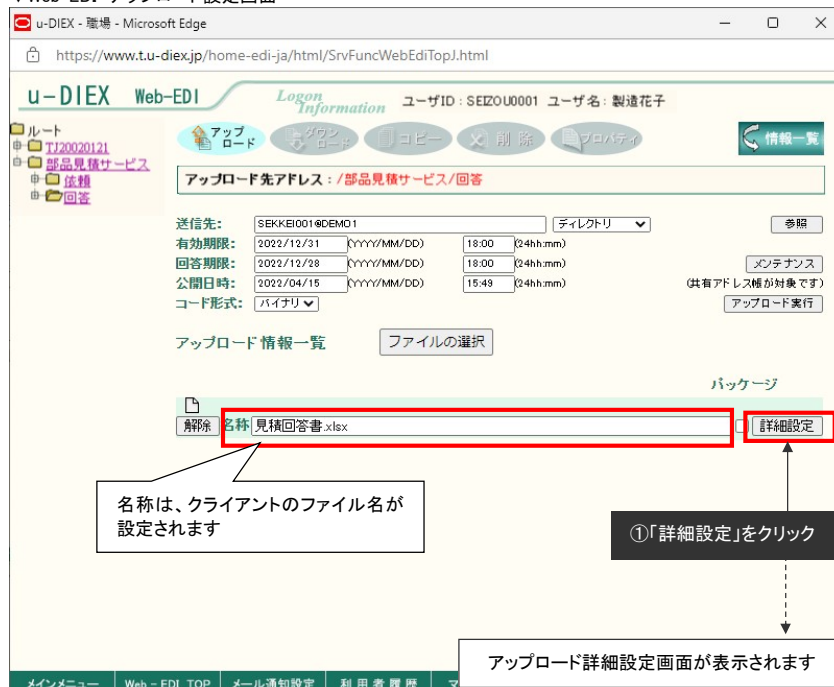 u-DIEX - 職場 - Microsoft Edge
https://www.t.u-diex.jp/home-edi-ja/html/SrvFuncWebEdiTopJ.html
u-DIEX Web-EDI Logon Information ユーザID : SEIZOU0001 ユーザ名 : 製造花子
ルート
TJ20020121
部品見積サービス
依頼
回答
アップロード ダウンロード コピー 削除 プロパティ 情報一覧
アップロード先アドレス : /部品見積サービス/回答
送信先: SEKKEI001@DEMO1 ディレクトリ 参照
有効期限: 2022/12/31 (YYYY/MM/DD) 18:00 (24hh:mm)
回答期限: 2022/12/28 (YYYY/MM/DD) 18:00 (24hh:mm) メンテナンス
公開日時: 2022/04/15 (YYYY/MM/DD) 15:49 (24hh:mm) (共有アドレス帳が対象です)
コード形式: バイナリ アップロード実行
アップロード情報一覧 ファイルの選択
パッケージ
解除 名称 見積回答書.xlsx 詳細設定
名称は、クライアントのファイル名が
設定されます
①「詳細設定」をクリック
アップロード詳細設定画面が表示されます
メインメニュー Web-EDI TOP メール通知設定 利用者履歴